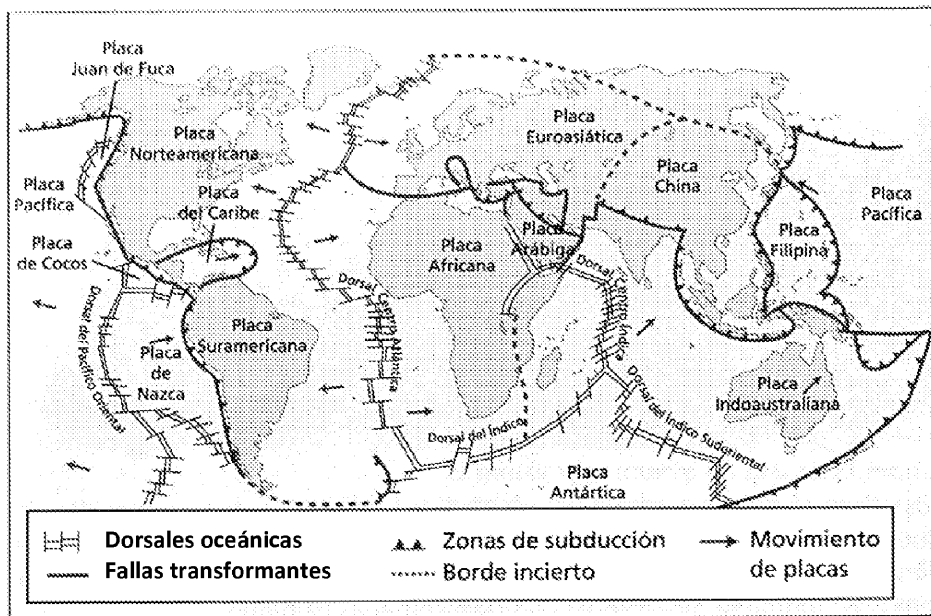 Placa
Juan de Fuca
Placa
Norteamericana
Placa
Euroasiática
Placa
China
Placa
Pacífica
Placa
del Caribe
Placa
Pacífica
Placa
Filipina
Placa
Arábiga
Placa
Africana
Placa
de Cocos
Dorsal del Pacífico Oriental
Placa
de
Nazca
Placa
Suramericana
Dorsal Centro Atlántica
Dorsal Centro Índica
Placa
Indoaustraliana
Dorsal del Índico
Dorsal del Índico Sudoriental
Placa
Antártica
Dorsales oceánicas
Zonas de subducción
Movimiento
de placas
Fallas transformantes
Borde incierto